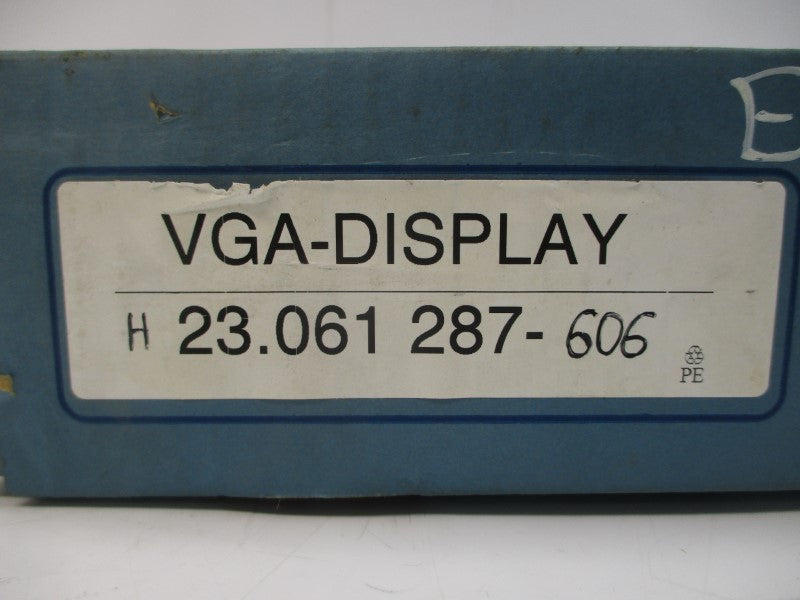 E
VGA-DISPLAY
H 23.061 287-606
PE